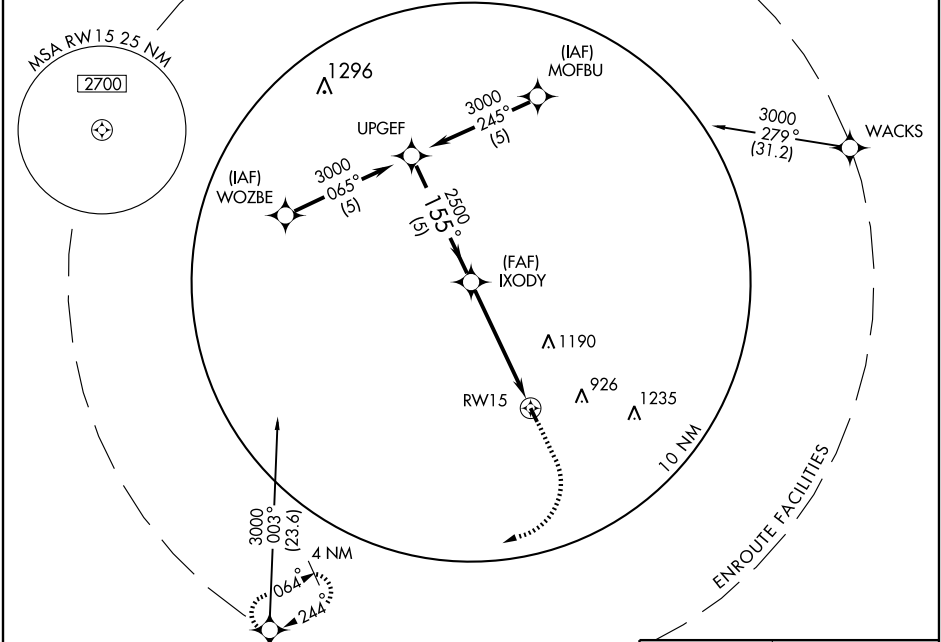 MSA RW15 25 NM
2700
1296
(IAF)
MOFBU
3000
245°
(5)
UPGEF
3000
279°
(31.2)
WACKS
(IAF)
WOZBE
3000
065°
(5)
2500
155°
(5)
(FAF)
IXODY
1190
926
1235
RW15
10 NM
ENROUTE FACILITIES
3000
003°
(23.6)
4 NM
064°
244°